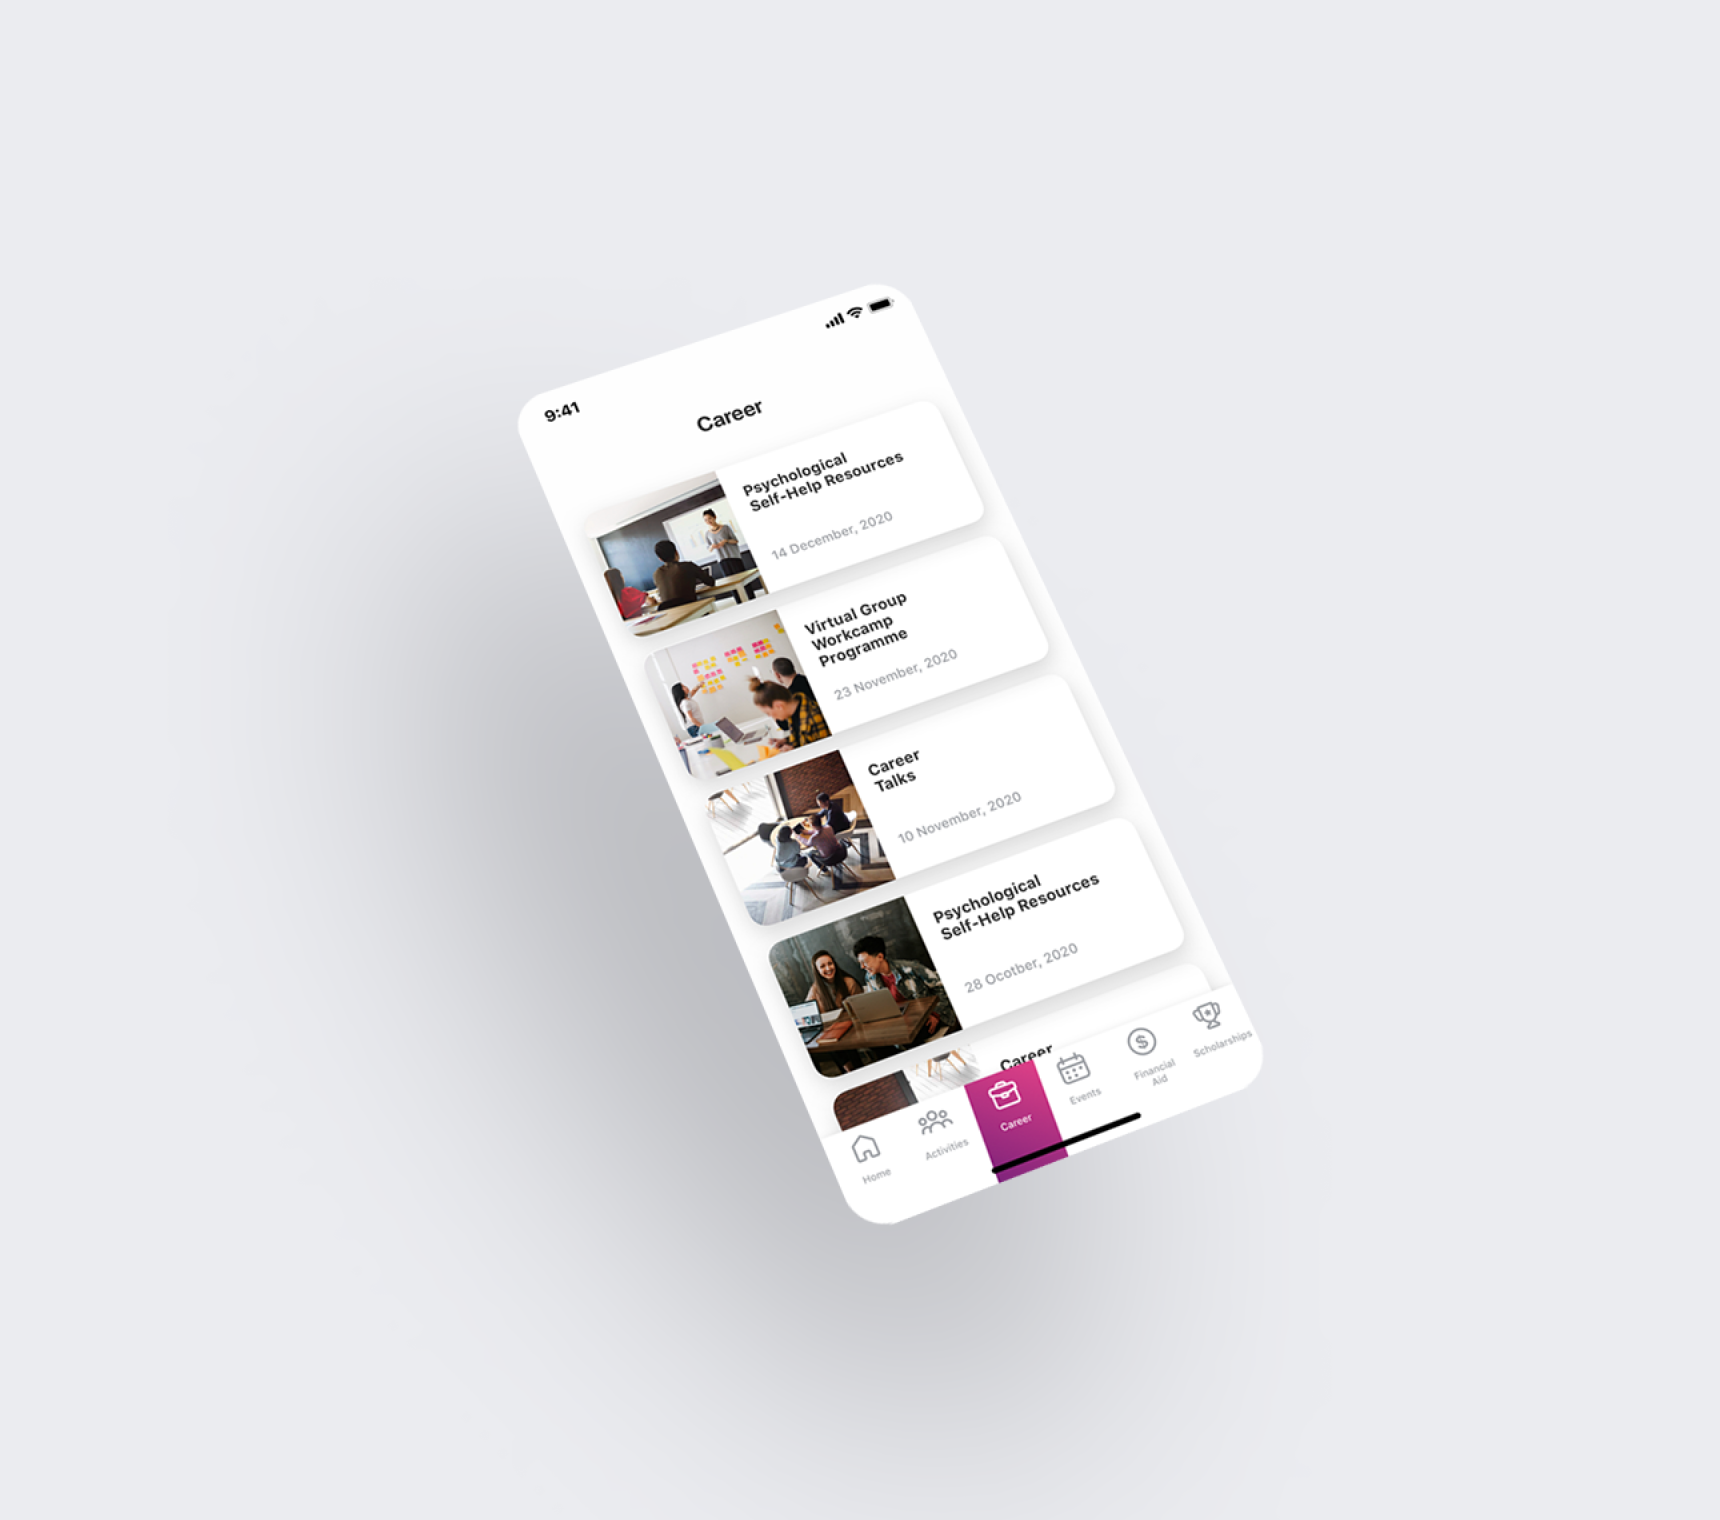 9:41
Career
Psychological
Self-Help Resources
14 December, 2020
Virtual Group
Workcamp
Programme
23 November, 2020
Career
Talks
10 November, 2020
Psychological
Self-Help Resources
28 Ocotber, 2020
Career
Home
Activities
Career
Events
Financial
Aid
Scholarships